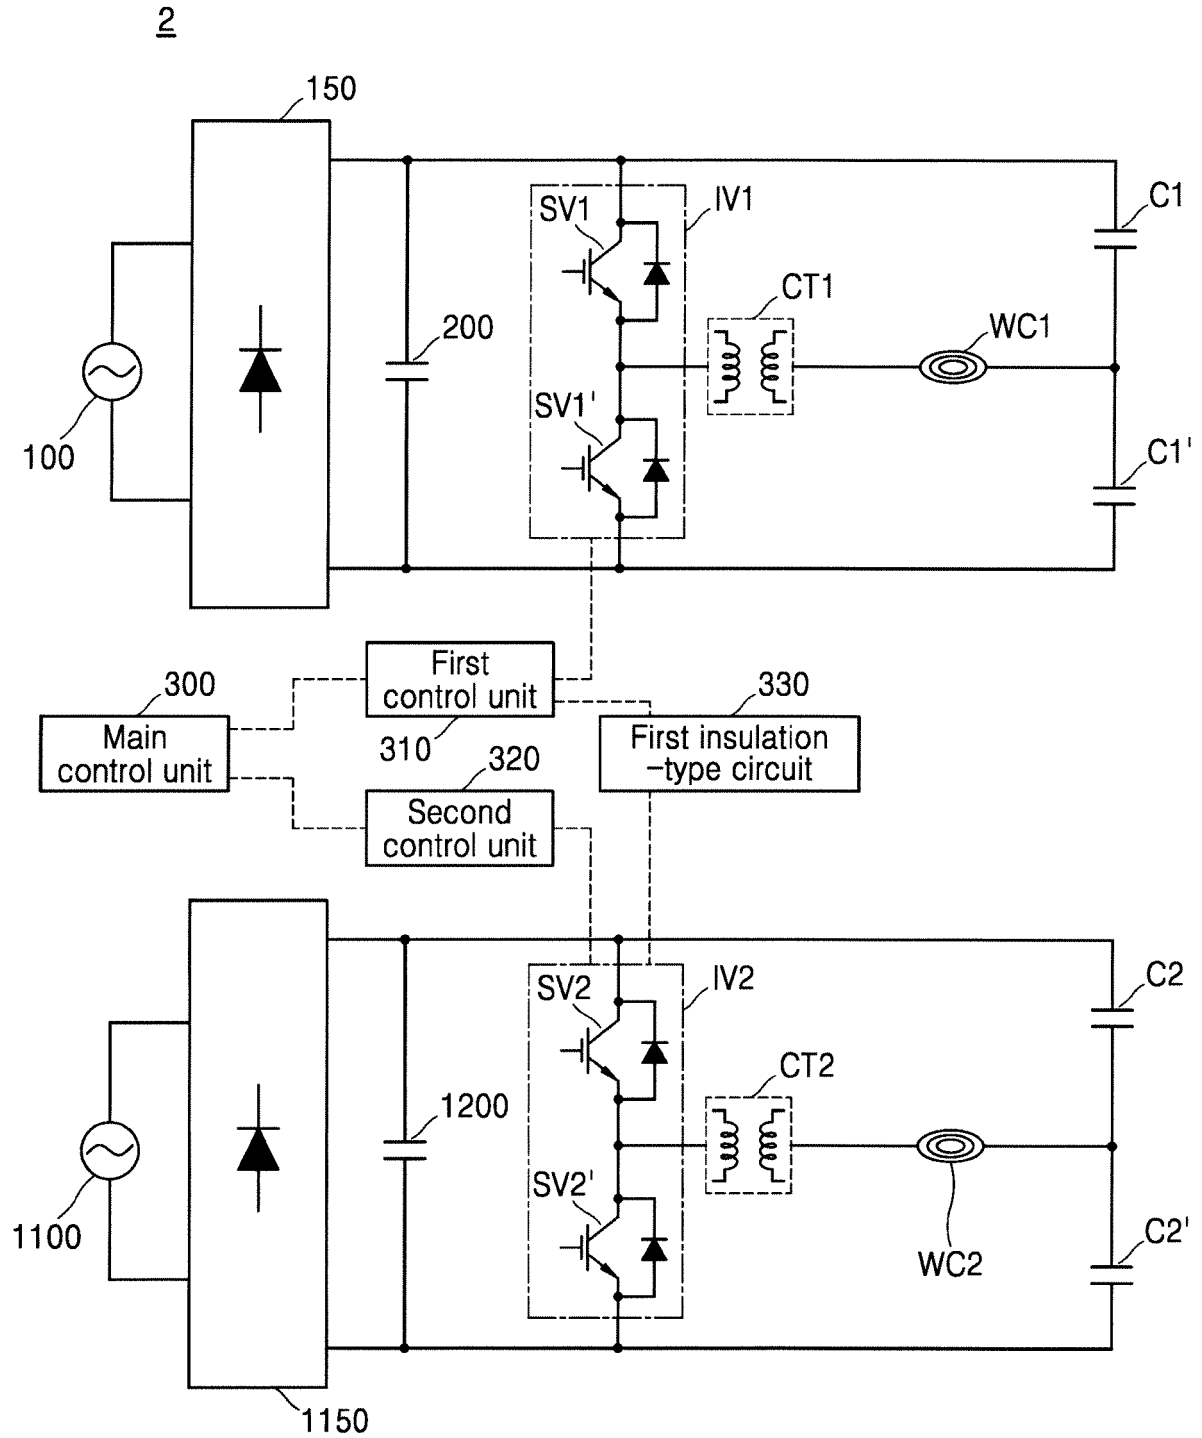 2
150
SV1
IV1
C1
CT1
200
WC1
SV1'
100
C1'
300
First
control unit
330
Main
control unit
310
First insulation
-type circuit
320
Second
control unit
SV2
IV2
C2
CT2
1200
SV2'
1100
C2'
WC2
1150